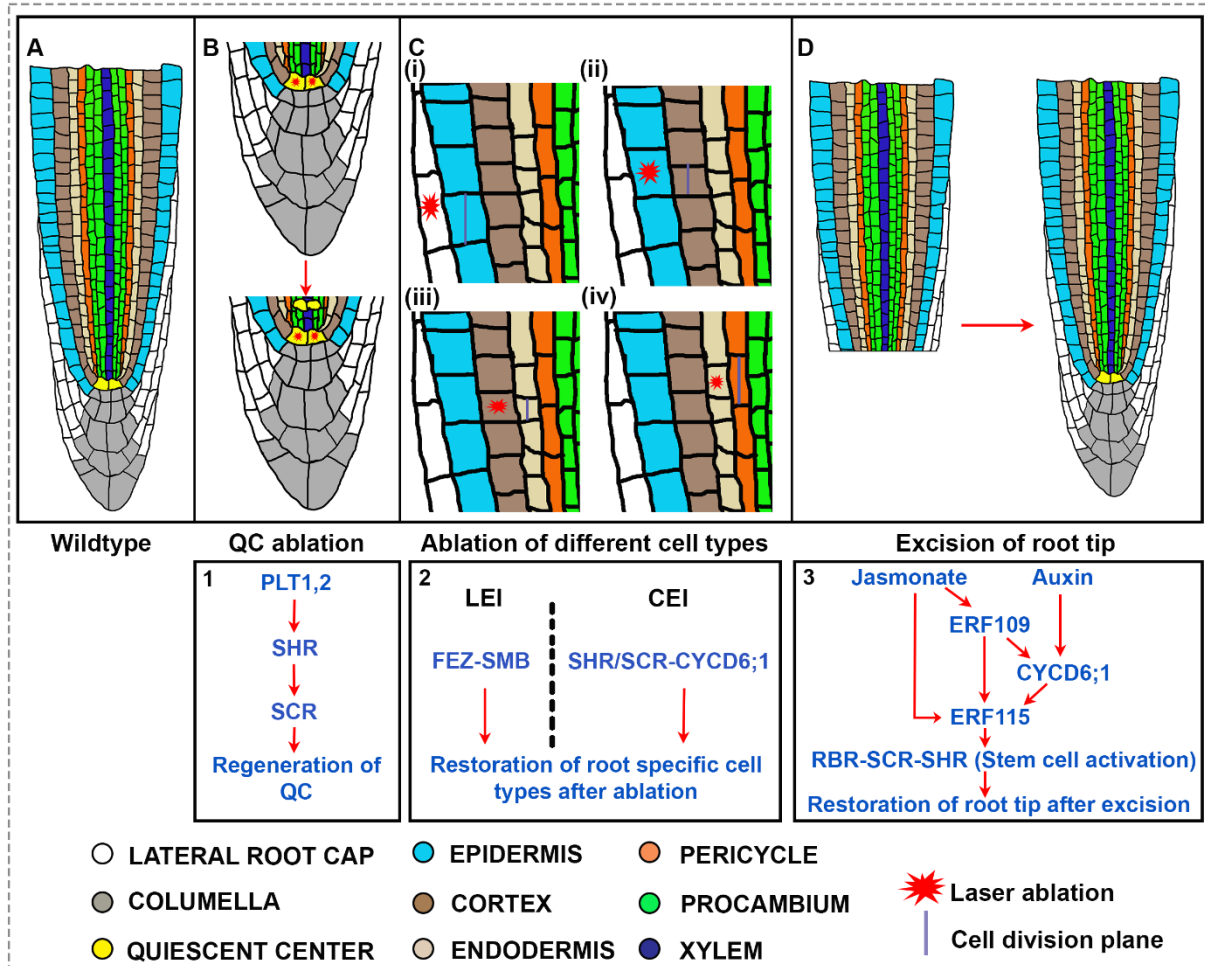 A
B
C
D
(i)
(ii)
(iii)
(iv)
Wildtype
QC ablation
Ablation of different cell types
Excision of root tip
1
PLT1,2
SHR
SCR
Regeneration of
QC
2
LEI
CEI
FEZ-SMB
SHR/SCR-CYCD6;1
Restoration of root specific cell
types after ablation
3
Jasmonate
Auxin
ERF109
CYCD6;1
ERF115
RBR-SCR-SHR (Stem cell activation)
Restoration of root tip after excision
LATERAL ROOT CAP
COLUMELLA
QUIESCENT CENTER
EPIDERMIS
CORTEX
ENDODERMIS
PERICYCLE
PROCAMBIUM
XYLEM
Laser ablation
Cell division plane